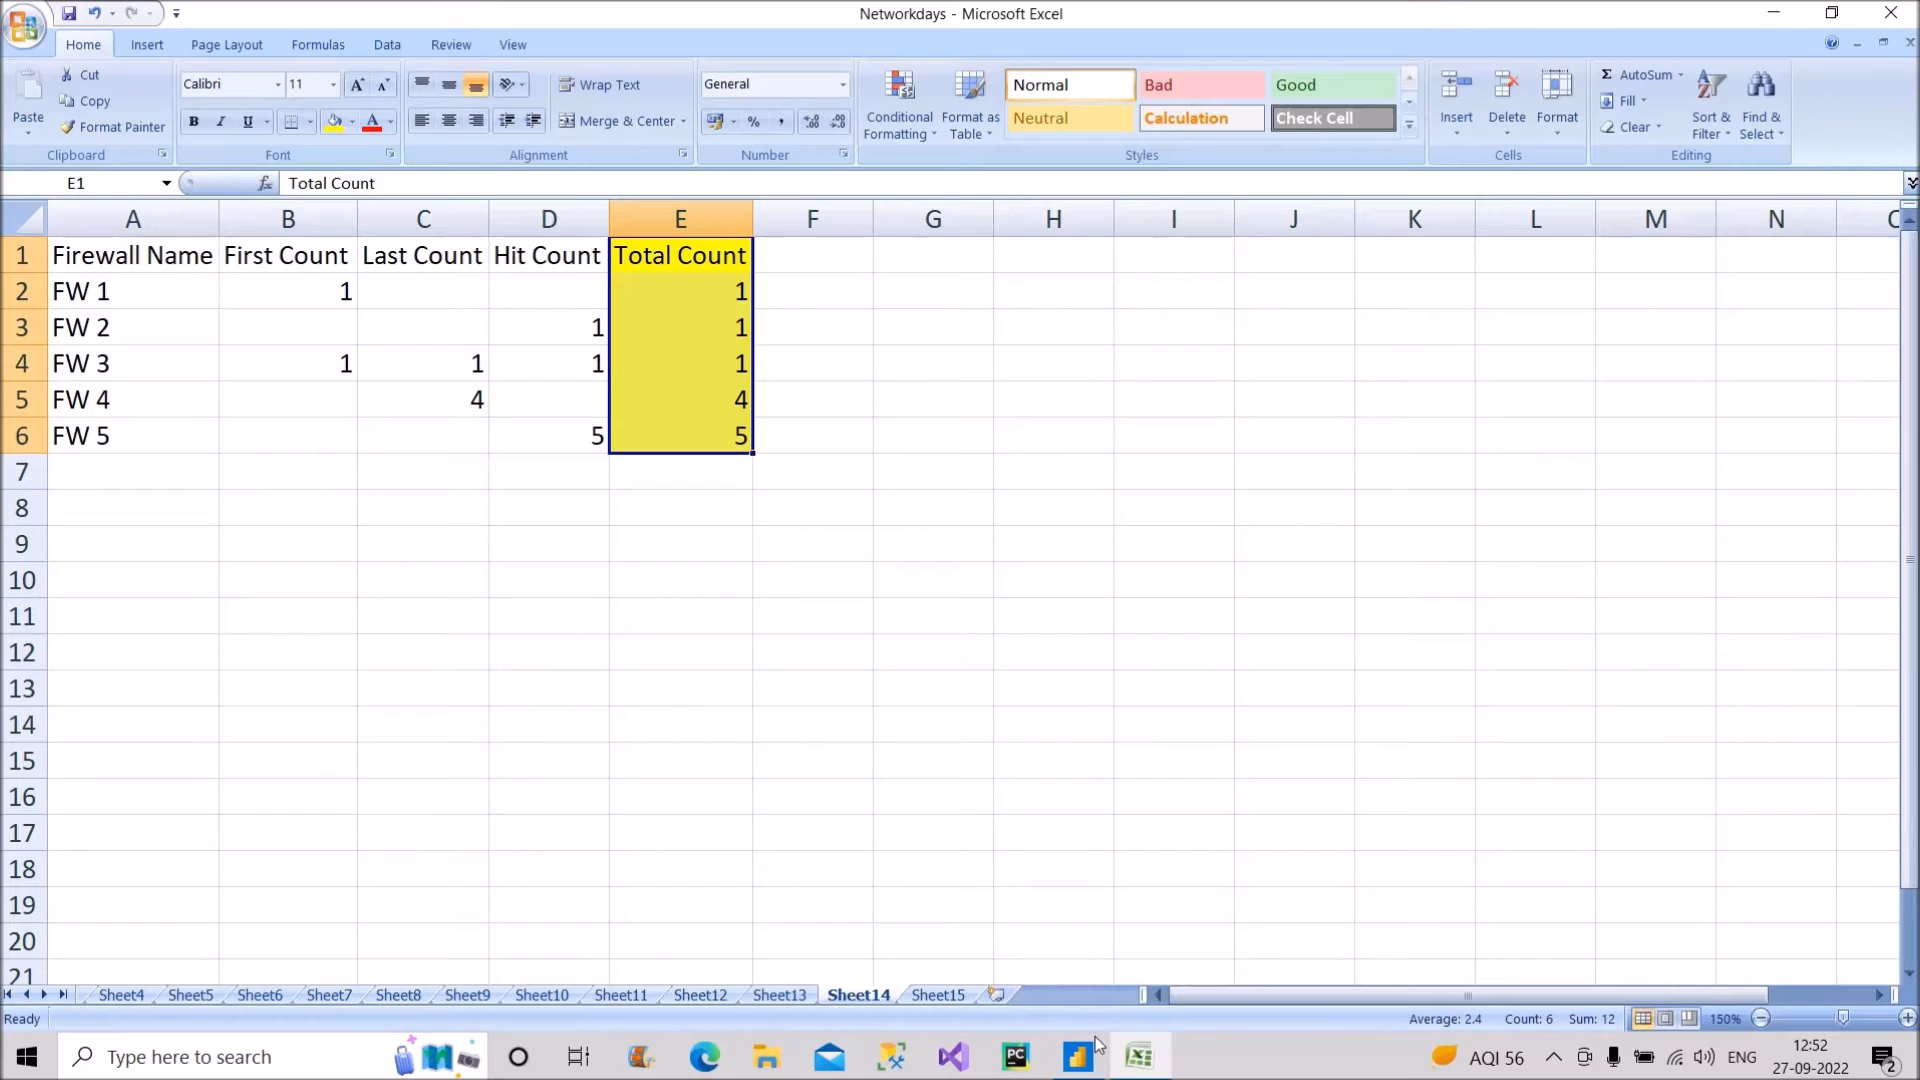 Networkdays - Microsoft Excel
Home Insert Page Layout Formulas Data Review View
Cut
Copy
Format Painter
Paste
Clipboard
Calibri 11
B I U
Font
Wrap Text
Merge & Center
Alignment
General
% ,
Number
Conditional Formatting
Format as Table
Normal Bad Good
Neutral Calculation Check Cell
Styles
Insert Delete Format
Cells
Σ AutoSum
Fill
Clear
Sort & Filter
Find & Select
Editing
E1 fx Total Count
A B C D E F G H I J K L M N
1 Firewall Name First Count Last Count Hit Count Total Count
2 FW 1 1 1
3 FW 2 1 1
4 FW 3 1 1 1 1
5 FW 4 4 4
6 FW 5 5 5
7
8
9
10
11
12
13
14
15
16
17
18
19
20
21
Sheet4 Sheet5 Sheet6 Sheet7 Sheet8 Sheet9 Sheet10 Sheet11 Sheet12 Sheet13 Sheet14 Sheet15
Ready Average: 2.4 Count: 6 Sum: 12 150%
Type here to search
PC
AQI 56 ENG 12:52
27-09-2022 2